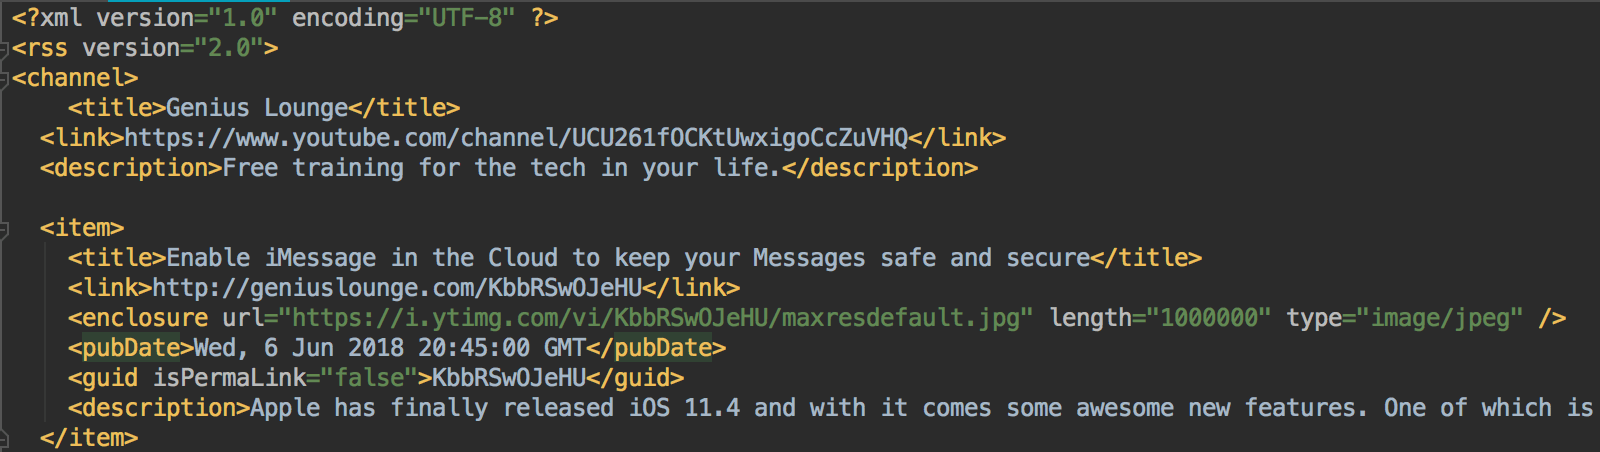 <?xml version="1.0" encoding="UTF-8" ?>
<rss version="2.0">
<channel>
<title>Genius Lounge</title>
<link>https://www.youtube.com/channel/UCU261fOCKtUwxigoCcZuVHQ</link>
<description>Free training for the tech in your life.</description>
<item>
<title>Enable iMessage in the Cloud to keep your Messages safe and secure</title>
<link>http://geniuslounge.com/KbbRSwOJeHU</link>
<enclosure url="https://i.ytimg.com/vi/KbbRSwOJeHU/maxresdefault.jpg" length="1000000" type="image/jpeg" />
<pubDate>Wed, 6 Jun 2018 20:45:00 GMT</pubDate>
<guid isPermaLink="false">KbbRSwOJeHU</guid>
<description>Apple has finally released iOS 11.4 and with it comes some awesome new features. One of which is
</item>